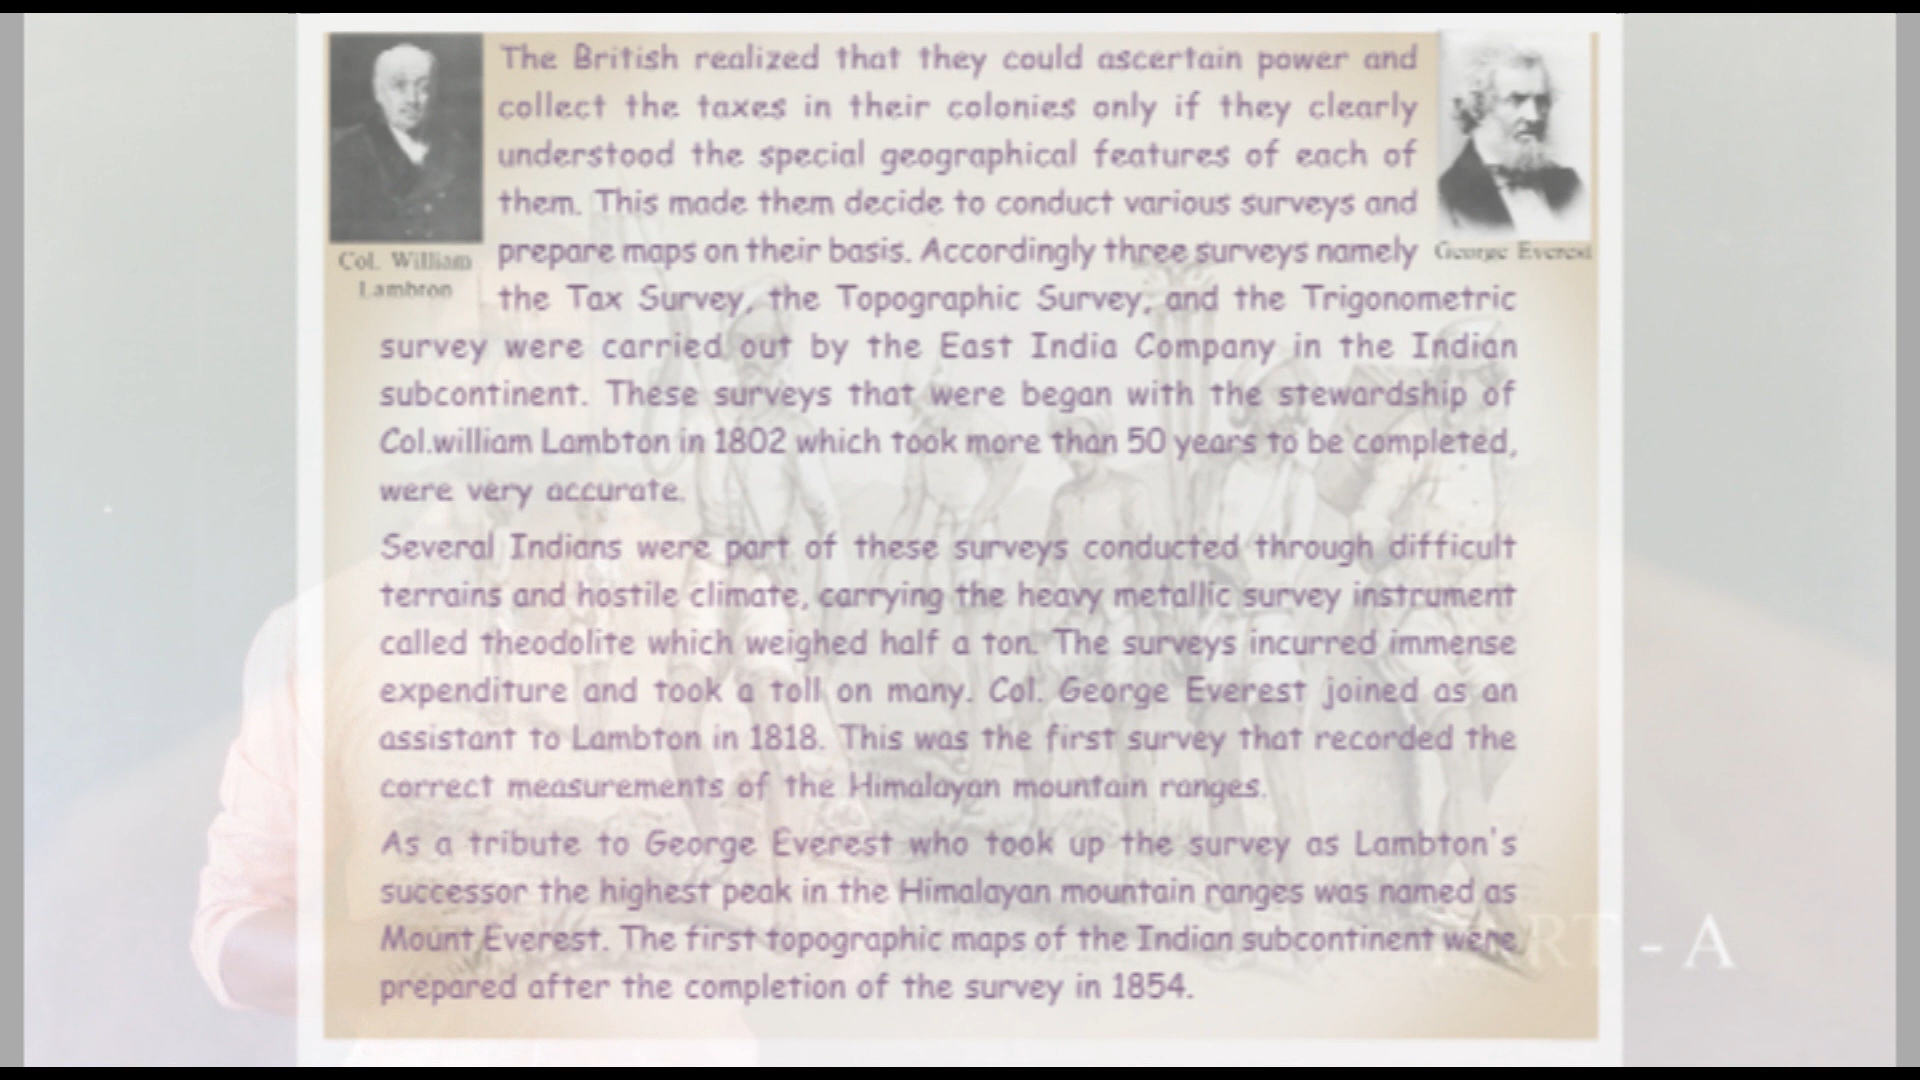 The British realized that they could ascertain power and
collect the taxes in their colonies only if they clearly
understood the special geographical features of each of
them. This made them decide to conduct various surveys and
prepare maps on their basis. Accordingly three surveys namely
the Tax Survey, the Topographic Survey, and the Trigonometric
survey were carried out by the East India Company in the Indian
subcontinent. These surveys that were began with the stewardship of
Col.william Lambton in 1802 which took more than 50 years to be completed,
were very accurate.
Col. William
Lambton
George Everest
Several Indians were part of these surveys conducted through difficult
terrains and hostile climate, carrying the heavy metallic survey instrument
called theodolite which weighed half a ton. The surveys incurred immense
expenditure and took a toll on many. Col. George Everest joined as an
assistant to Lambton in 1818. This was the first survey that recorded the
correct measurements of the Himalayan mountain ranges.
As a tribute to George Everest who took up the survey as Lambton's
successor the highest peak in the Himalayan mountain ranges was named as
Mount Everest. The first topographic maps of the Indian subcontinent were
prepared after the completion of the survey in 1854.
PART - A